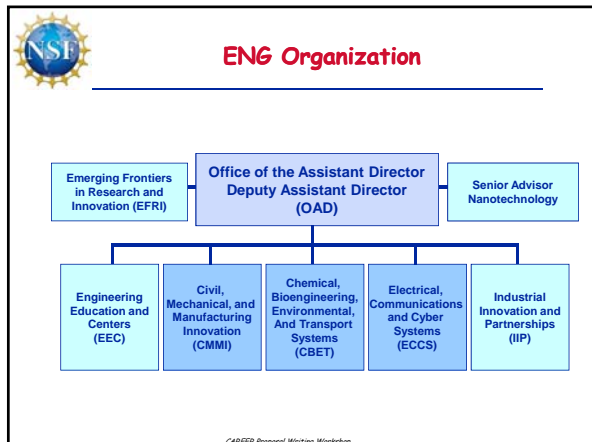 NSF
ENG Organization
Emerging Frontiers
in Research and
Innovation (EFRI)
Office of the Assistant Director
Deputy Assistant Director
(OAD)
Senior Advisor
Nanotechnology
Engineering
Education and
Centers
(EEC)
Civil,
Mechanical, and
Manufacturing
Innovation
(CMMI)
Chemical,
Bioengineering,
Environmental,
And Transport
Systems
(CBET)
Electrical,
Communications
and Cyber
Systems
(ECCS)
Industrial
Innovation and
Partnerships
(IIP)
CAREER Proposal Writing Workshop